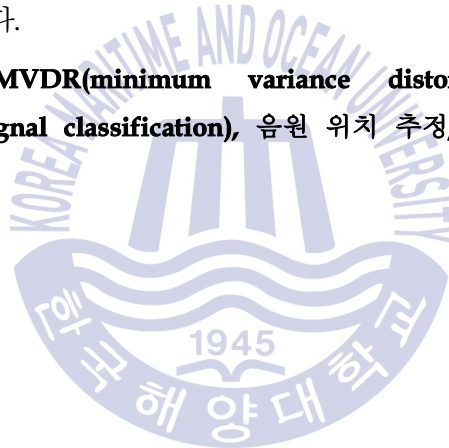 다.
MVDR(minimum variance distor
gnal classification), 음원 위치 추정,
KOREA MARITIME AND OCEAN UNIVERSITY
1945
한국해양대학교